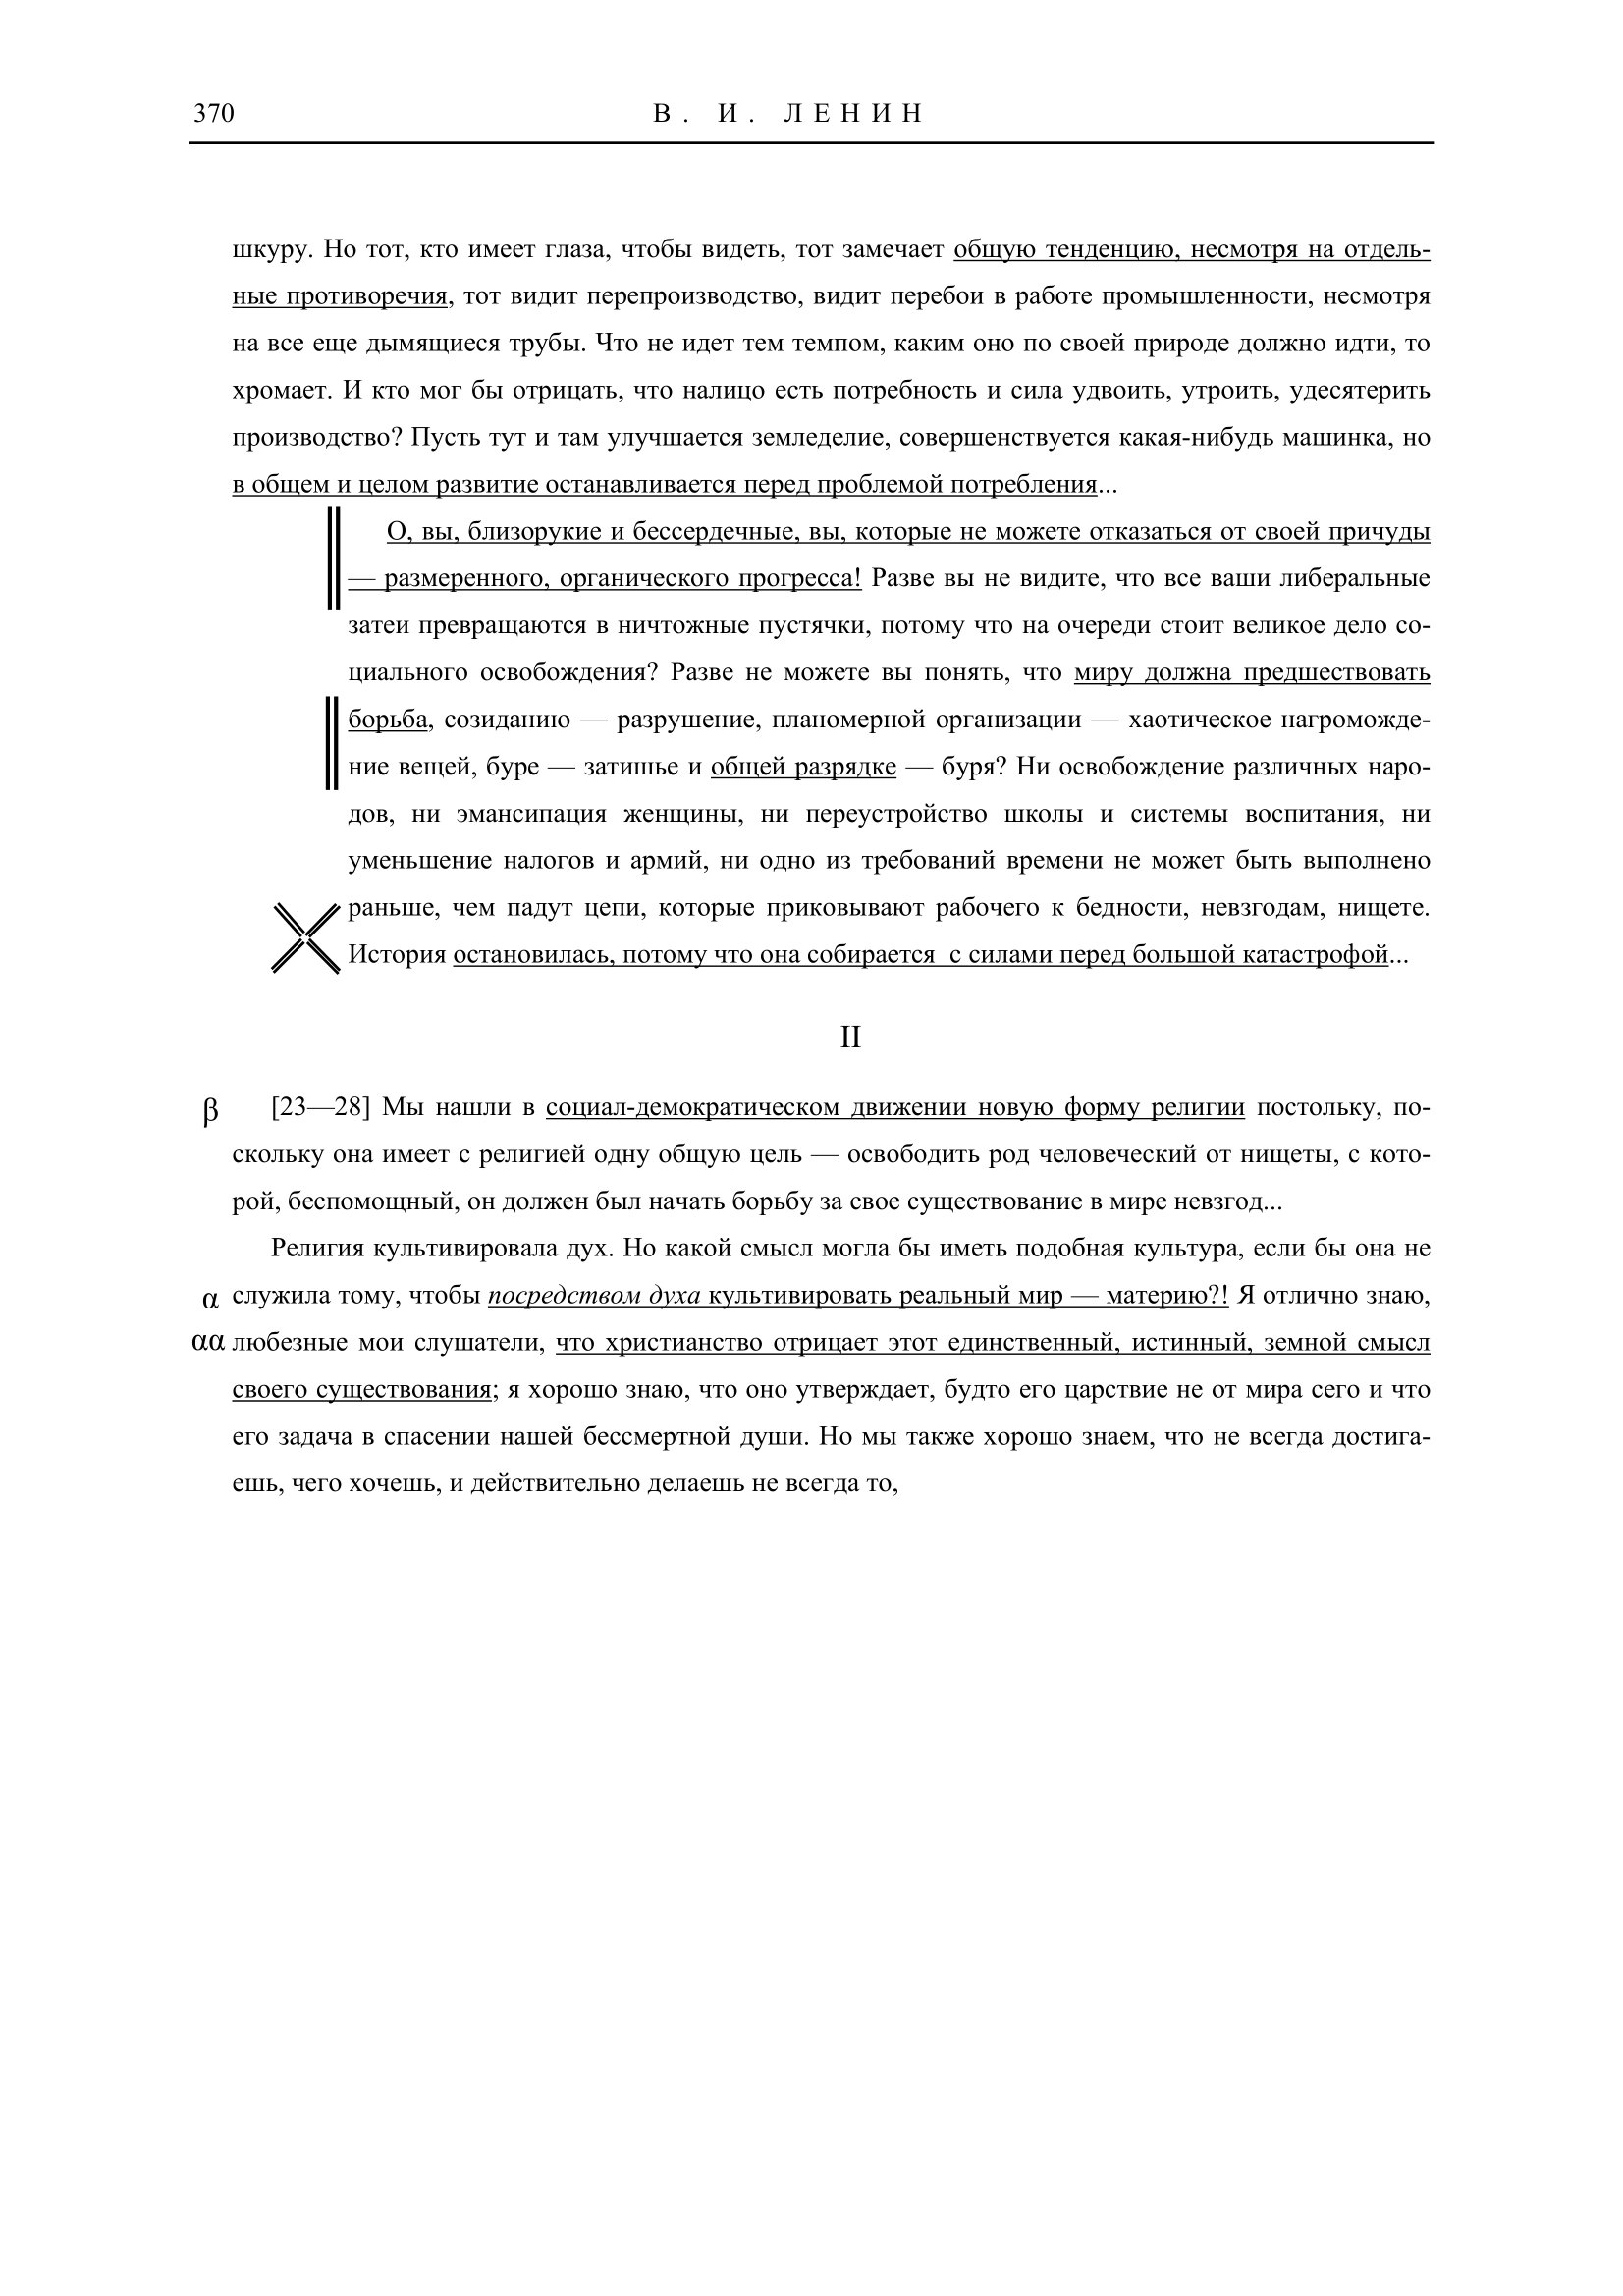 370
В. И. ЛЕНИН
шкуру. Но тот, кто имеет глаза, чтобы видеть, тот замечает общую тенденцию, несмотря на отдель-
ные противоречия, тот видит перепроизводство, видит перебои в работе промышленности, несмотря
на все еще дымящиеся трубы. Что не идет тем темпом, каким оно по своей природе должно идти, то
хромает. И кто мог бы отрицать, что налицо есть потребность и сила удвоить, утроить, удесятерить
производство? Пусть тут и там улучшается земледелие, совершенствуется какая-нибудь машинка, но
в общем и целом развитие останавливается перед проблемой потребления...
О, вы, близорукие и бессердечные, вы, которые не можете отказаться от своей причуды
— размеренного, органического прогресса! Разве вы не видите, что все ваши либеральные
затеи превращаются в ничтожные пустячки, потому что на очереди стоит великое дело со-
циального освобождения? Разве не можете вы понять, что миру должна предшествовать
борьба, созиданию — разрушение, планомерной организации — хаотическое нагроможде-
ние вещей, буре — затишье и общей разрядке — буря? Ни освобождение различных наро-
дов, ни эмансипация женщины, ни переустройство школы и системы воспитания, ни
уменьшение налогов и армий, ни одно из требований времени не может быть выполнено
раньше, чем падут цепи, которые приковывают рабочего к бедности, невзгодам, нищете.
История остановилась, потому что она собирается с силами перед большой катастрофой...
II
β [23—28] Мы нашли в социал-демократическом движении новую форму религии постольку, по-
скольку она имеет с религией одну общую цель — освободить род человеческий от нищеты, с кото-
рой, беспомощный, он должен был начать борьбу за свое существование в мире невзгод...
Религия культивировала дух. Но какой смысл могла бы иметь подобная культура, если бы она не
α служила тому, чтобы посредством духа культивировать реальный мир — материю?! Я отлично знаю,
αα любезные мои слушатели, что христианство отрицает этот единственный, истинный, земной смысл
своего существования; я хорошо знаю, что оно утверждает, будто его царствие не от мира сего и что
его задача в спасении нашей бессмертной души. Но мы также хорошо знаем, что не всегда достига-
ешь, чего хочешь, и действительно делаешь не всегда то,